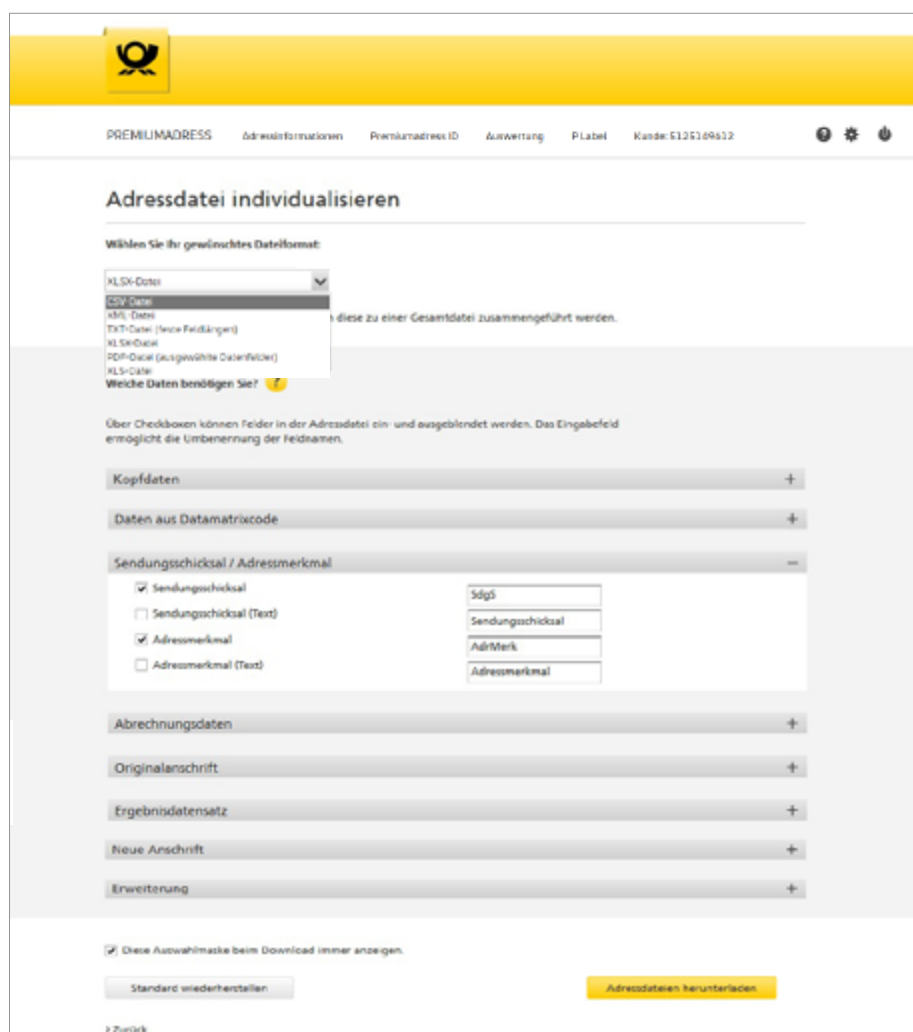 PREMIUMADRESS Adressinformationen Premiumadress ID Auswertung P.Label Kunde:
Adressdatei individualisieren
Wählen Sie Ihr gewünschtes Dateiformat:
XLSX-Datei
CSV-Datei
XML-Datei
TXT-Datei (feste Feldlängen)
XLSX-Datei
PDF-Datei (ausgewählte Datenfelder)
XLS-Datei
diese zu einer Gesamtdatei zusammengeführt werden.
Welche Daten benötigen Sie? ?
Über Checkboxen können Felder in der Adressdatei ein- und ausgeblendet werden. Das Eingabefeld
ermöglicht die Umbenennung der Feldnamen.
Kopfdaten
Daten aus Datamatrixcode
Sendungsschicksal / Adressmerkmal
Sendungsschicksal SdgS
Sendungsschicksal (Text) Sendungsschicksal
Adressmerkmal AdrMerk
Adressmerkmal (Text) Adressmerkmal
Abrechnungsdaten
Originalanschrift
Ergebnisdatensatz
Neue Anschrift
Erweiterung
Diese Auswahlmaske beim Download immer anzeigen.
Standard wiederherstellen Adressdateien herunterladen
› Zurück